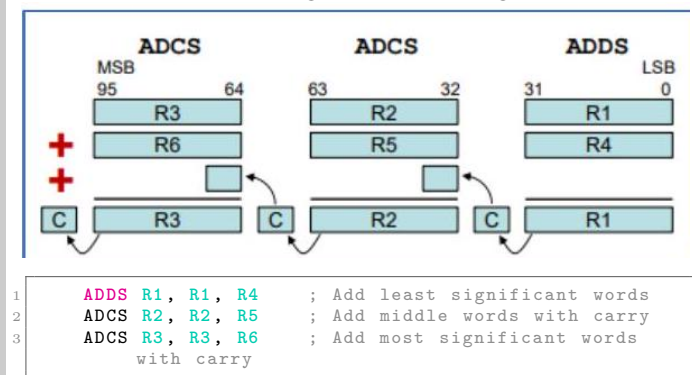 ADCS ADCS ADDS
MSB LSB
95 64 63 32 31 0
R3 R2 R1
+ R6 R5 R4
+
C R3 C R2 C R1
1 ADDS R1, R1, R4 ; Add least significant words
2 ADCS R2, R2, R5 ; Add middle words with carry
3 ADCS R3, R3, R6 ; Add most significant words
with carry